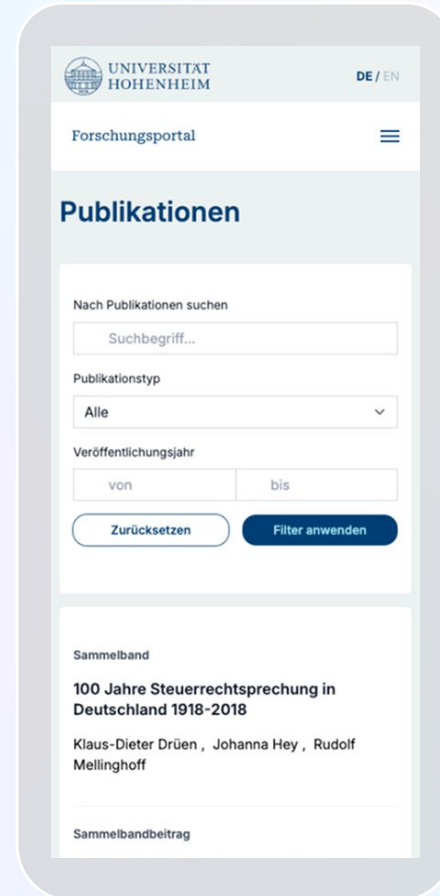 UNIVERSITÄT
HOHENHEIM
DE / EN
Forschungsportal
Publikationen
Nach Publikationen suchen
Suchbegriff...
Publikationstyp
Alle
Veröffentlichungsjahr
von bis
Zurücksetzen Filter anwenden
Sammelband
100 Jahre Steuerrechtsprechung in
Deutschland 1918-2018
Klaus-Dieter Drüen , Johanna Hey , Rudolf
Mellinghoff
Sammelbandbeitrag